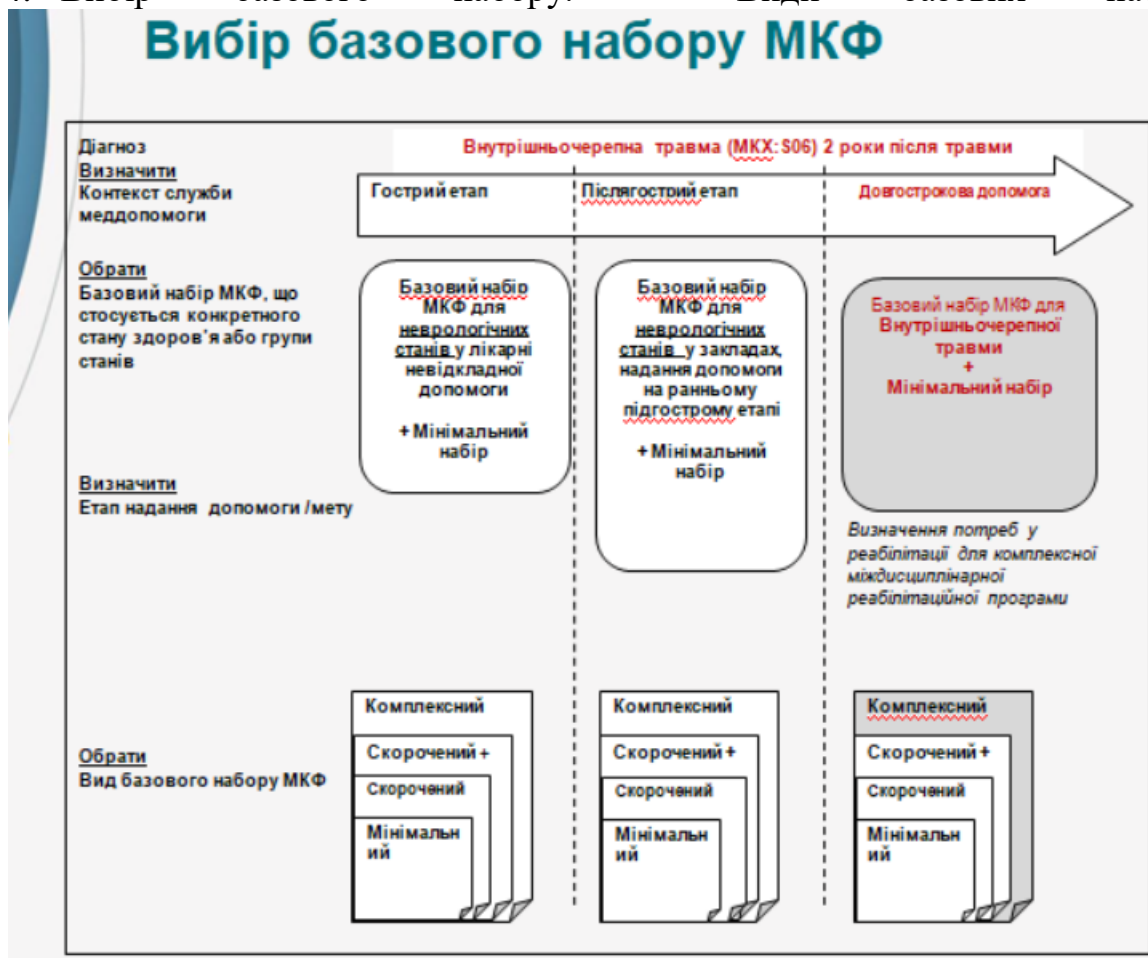 Вибір базового набору МКФ
Діагноз
Внутрішньочерепна травма (МКХ: S06) 2 роки після травми
Визначити
Контекст служби
меддопомоги
Гострий етап
Післягострий етап
Довгострокова допомога
Обрати
Базовий набір МКФ, що
стосується конкретного
стану здоров'я або групи
станів
Базовий набір
МКФ для
неврологічних
станів у лікарні
невідкладної
допомоги
+ Мінімальний
набір
Базовий набір
МКФ для
неврологічних
станів у закладах,
надання допомоги
на ранньому
підгострому етапі
+ Мінімальний
набір
Базовий набір МКФ для
Внутрішньочерепної
травми
+
Мінімальний набір
Визначити
Етап надання допомоги /мету
Визначення потреб у
реабілітації для комплексної
міждисциплінарної
реабілітаційної програми
Обрати
Вид базового набору МКФ
Комплексний
Скорочений +
Скорочений
Мінімальн
ий
Комплексний
Скорочений +
Скорочений
Мінімальн
ий
Комплексний
Скорочений +
Скорочений
Мінімальн
ий